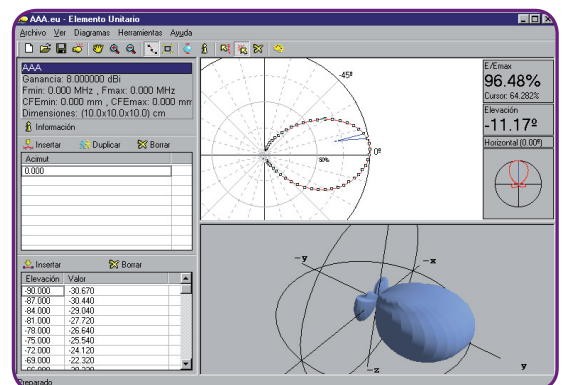 AAA.eu - Elemento Unitario
Archivo Ver Diagramas Herramientas Ayuda
AAA
Ganancia: 8.000000 dBi
Fmin: 0.000 MHz , Fmax: 0.000 MHz
CFEmin: 0.000 mm , CFEmax: 0.000 mm
Dimensiones: (10.0x10.0x10.0) cm
Información
Insertar Duplicar Borrar
Acimut
0.000
Insertar Borrar
Elevación Valor
-90.000 -30.670
-87.000 -30.440
-84.000 -29.040
-81.000 -27.720
-78.000 -26.640
-75.000 -25.540
-72.000 -24.120
-69.000 -22.320
Preparado
-45º
0º
50%
E/Emax
96.48%
Cursor: 64.282%
Elevación
-11.17º
Horizontal (0.00º)
-y
-x
-z
y